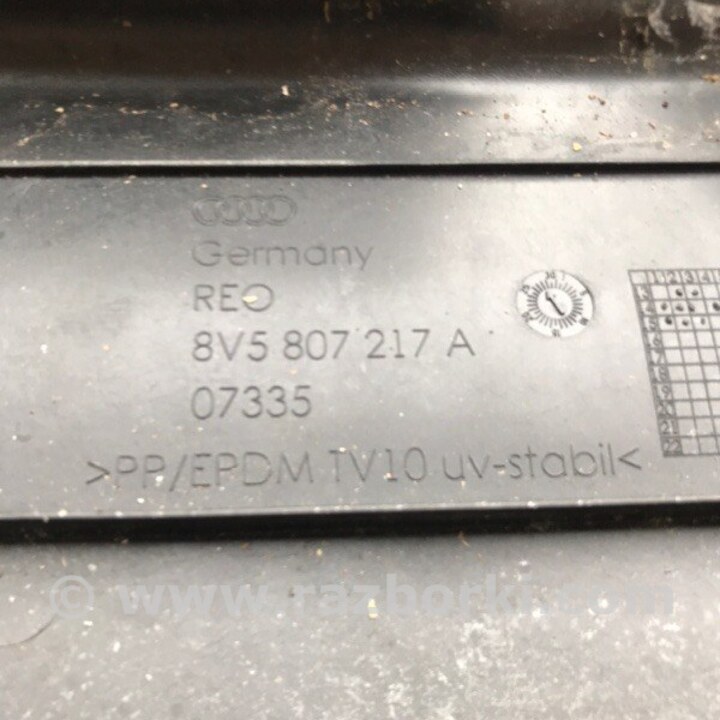 Germany
REO
8V5 807 217 A
07335
>PP/EPDM TV10 uv-stabil<
© www.razborki.com